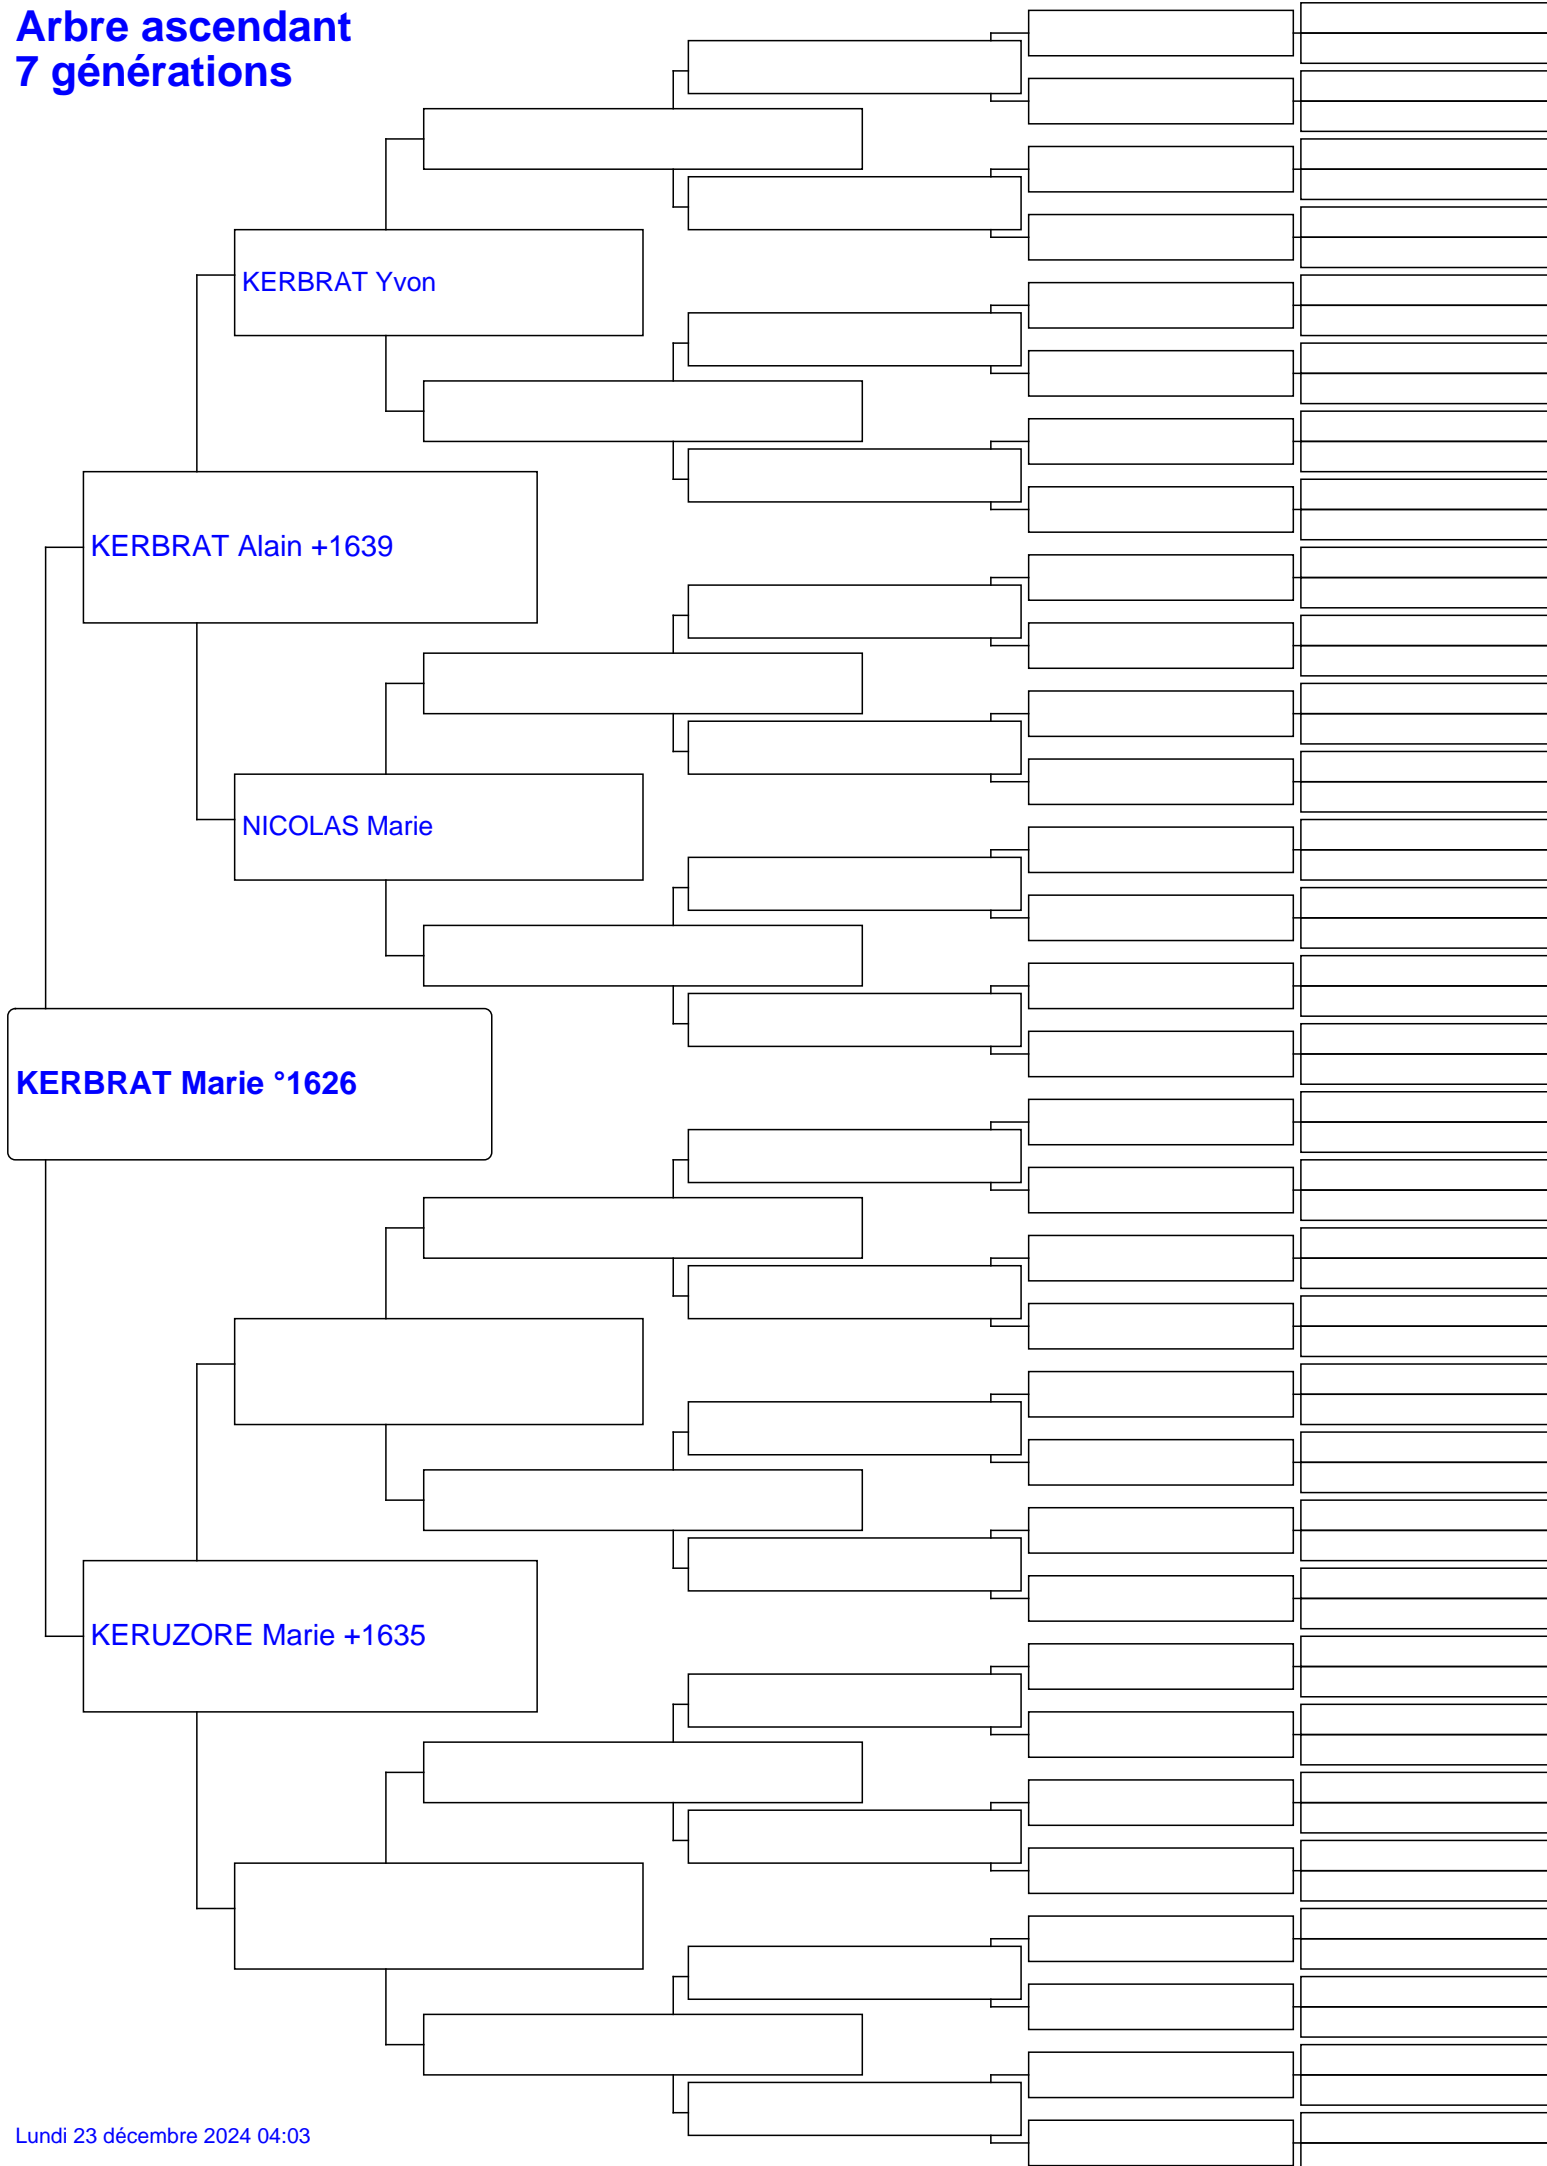 Arbre ascendant
7 générations
KERBRAT Yvon
KERBRAT Alain +1639
NICOLAS Marie
KERBRAT Marie °1626
KERUZORE Marie +1635
Lundi 23 décembre 2024 04:03